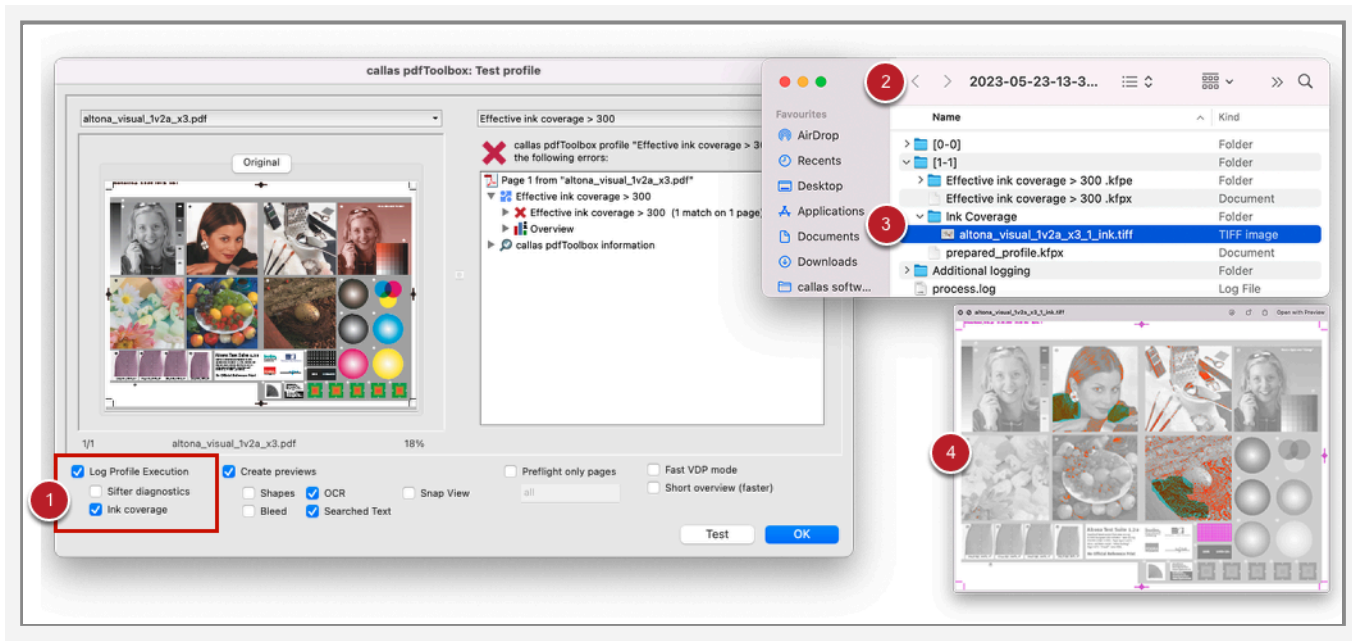 callas pdfToolbox: Test profile
altona_visual_1v2a_x3.pdf
Original
1/1 altona_visual_1v2a_x3.pdf 18%
Effective ink coverage > 300
callas pdfToolbox profile "Effective ink coverage > 3
the following errors:
Page 1 from "altona_visual_1v2a_x3.pdf"
Effective ink coverage > 300
Effective ink coverage > 300 (1 match on 1 page)
Overview
callas pdfToolbox information
1
Log Profile Execution
Sifter diagnostics
Ink coverage
Create previews
Shapes
OCR
Snap View
Bleed
Searched Text
Preflight only pages
all
Fast VDP mode
Short overview (faster)
Test
OK
2
2023-05-23-13-3...
Favourites
AirDrop
Recents
Desktop
Applications
Documents
Downloads
callas softw...
Name Kind
[0-0] Folder
[1-1] Folder
Effective ink coverage > 300 .kfpe Folder
Effective ink coverage > 300 .kfpx Document
3
Ink Coverage Folder
altona_visual_1v2a_x3_1_ink.tiff TIFF image
prepared_profile.kfpx Document
Additional logging Folder
process.log Log File
altona_visual_1v2a_x3_1_ink.tiff
Open with Preview
4